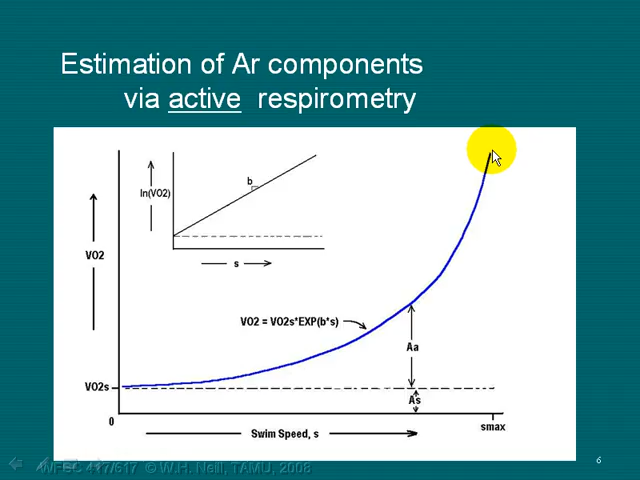 Estimation of Ar components
via active respirometry
b
ln(VO2)
s
VO2
VO2 = VO2s*EXP(b*s)
Aa
VO2s
As
0
smax
Swim Speed, s
WFSC 417/617 © W.H. Neill, TAMU, 2008
6